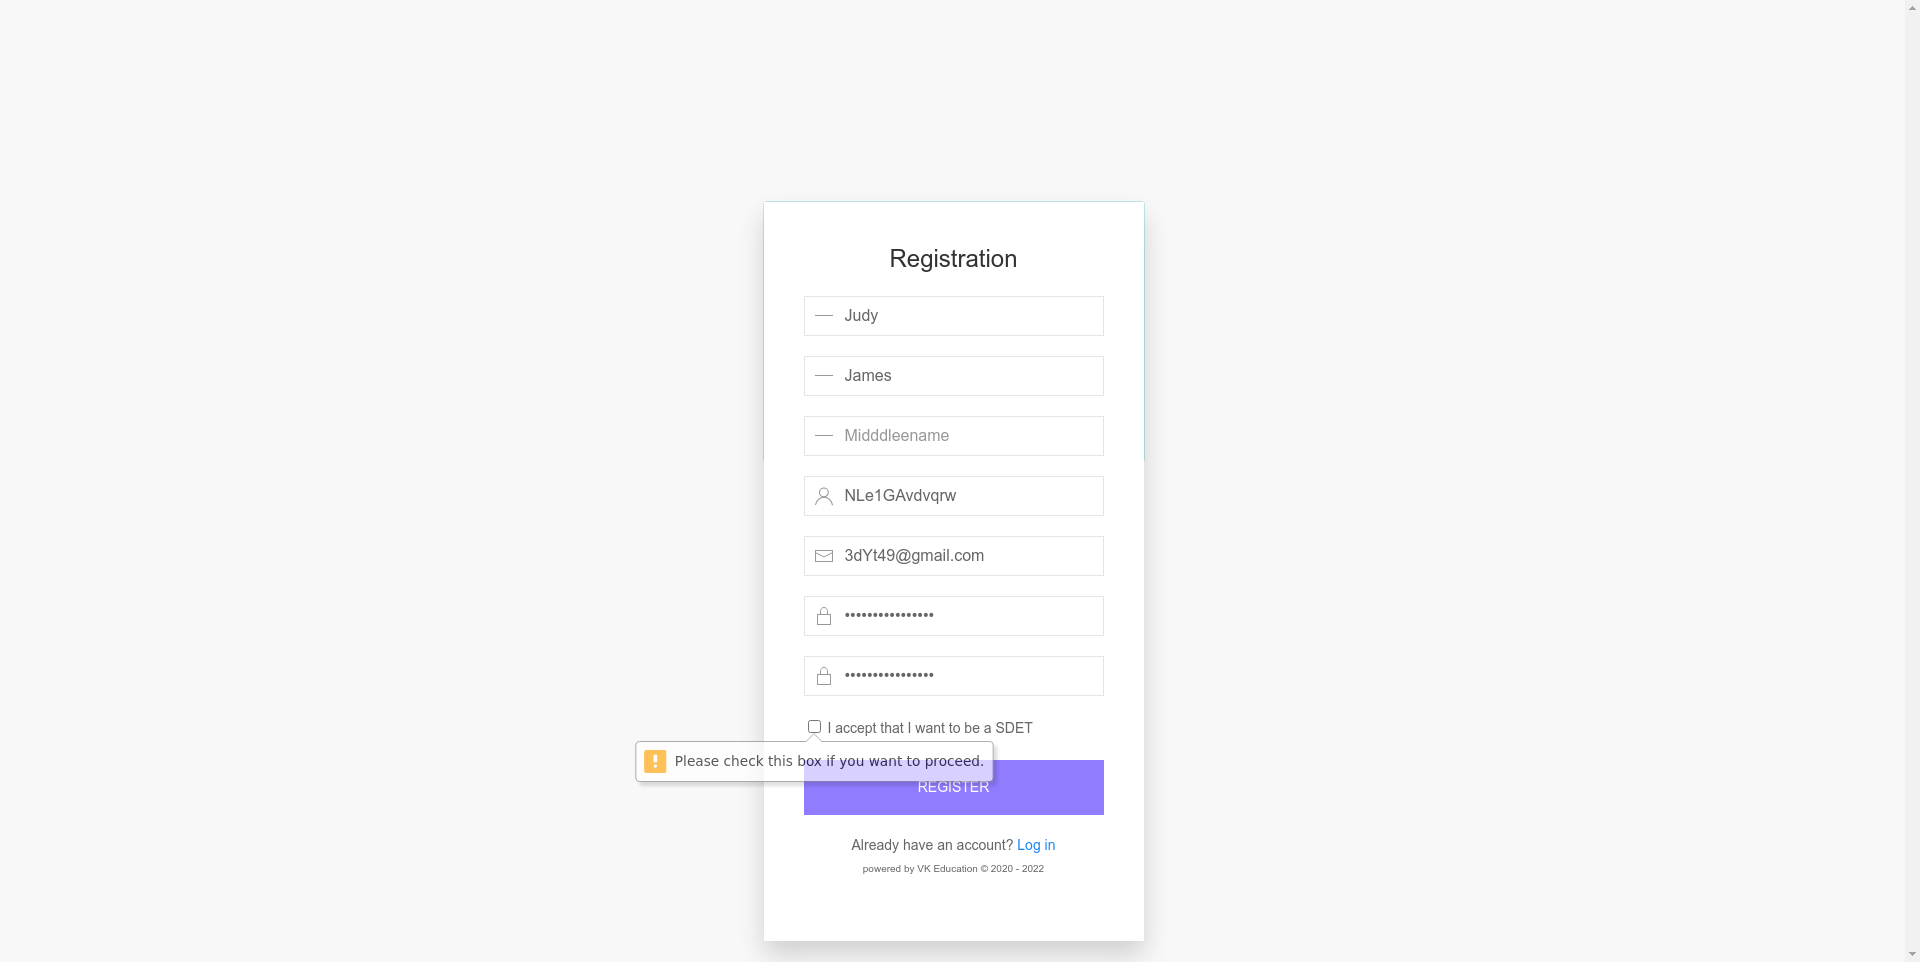 Registration
Judy
James
Midddleename
NLe1GAvdvqrw
3dYt49@gmail.com
••••••••••••••••
••••••••••••••••
I accept that I want to be a SDET
Please check this box if you want to proceed.
REGISTER
Already have an account? Log in
powered by VK Education © 2020 - 2022